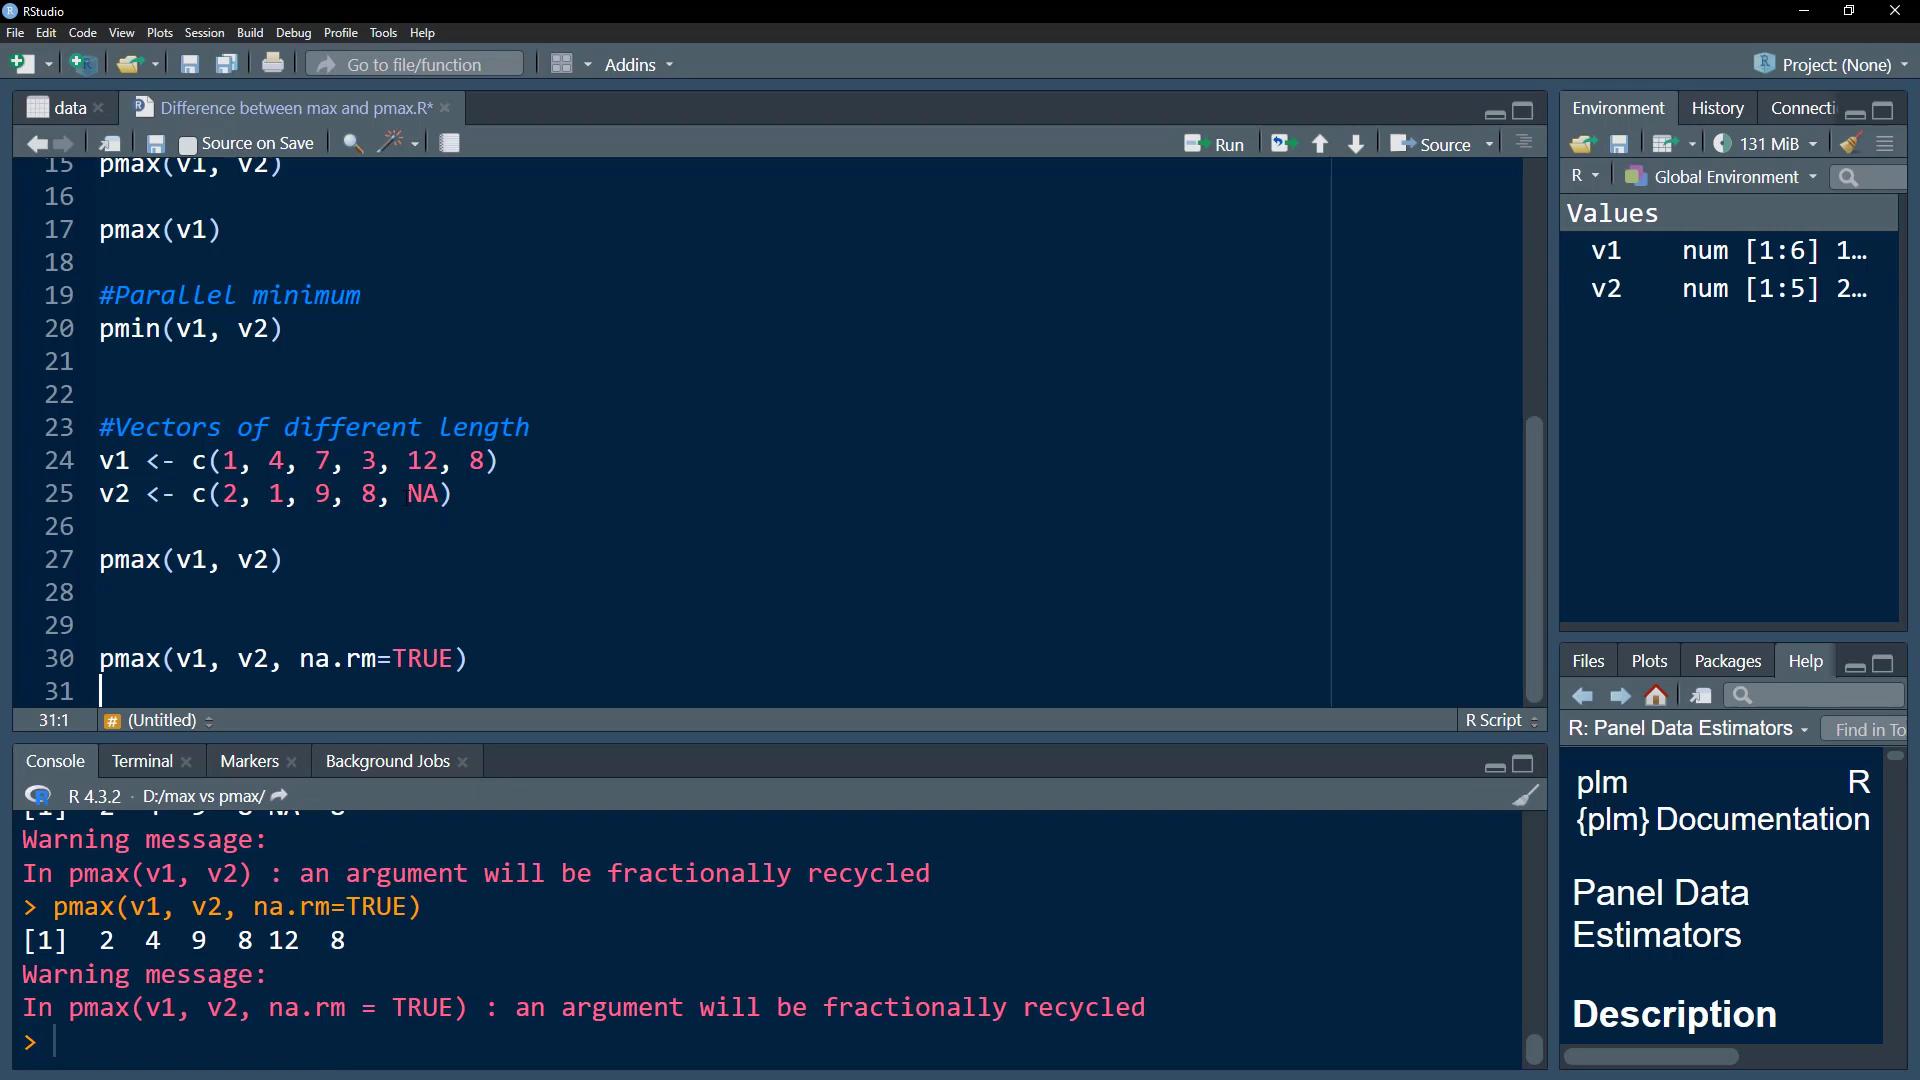 RStudio
File Edit Code View Plots Session Build Debug Profile Tools Help
Go to file/function Addins Project: (None)
data Difference between max and pmax.R*
Source on Save Run Source
15 pmax(v1, v2)
16
17 pmax(v1)
18
19 #Parallel minimum
20 pmin(v1, v2)
21
22
23 #Vectors of different length
24 v1 <- c(1, 4, 7, 3, 12, 8)
25 v2 <- c(2, 1, 9, 8, NA)
26
27 pmax(v1, v2)
28
29
30 pmax(v1, v2, na.rm=TRUE)
31
31:1 # (Untitled) R Script
Console Terminal Markers Background Jobs
R 4.3.2 · D:/max vs pmax/
[1] 2 4 9 8 NA 8
Warning message:
In pmax(v1, v2) : an argument will be fractionally recycled
> pmax(v1, v2, na.rm=TRUE)
[1] 2 4 9 8 12 8
Warning message:
In pmax(v1, v2, na.rm = TRUE) : an argument will be fractionally recycled
>
Environment History Connecti
131 MiB
R Global Environment
Values
v1 num [1:6] 1…
v2 num [1:5] 2…
Files Plots Packages Help
R: Panel Data Estimators Find in To
plm R
{plm} Documentation
Panel Data
Estimators
Description